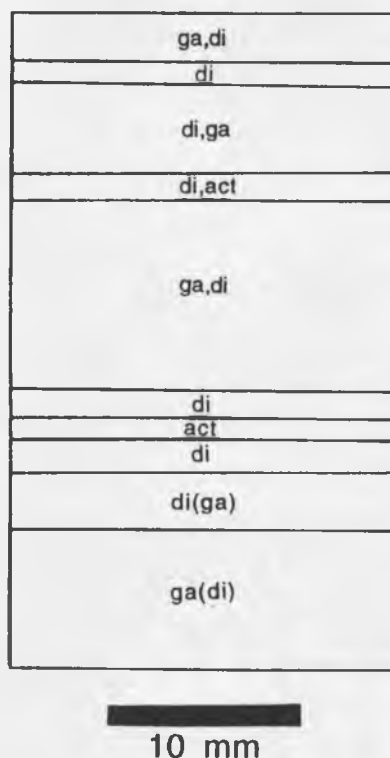 ga,di
di
di,ga
di,act
ga,di
di
act
di
di(ga)
ga(di)
10 mm